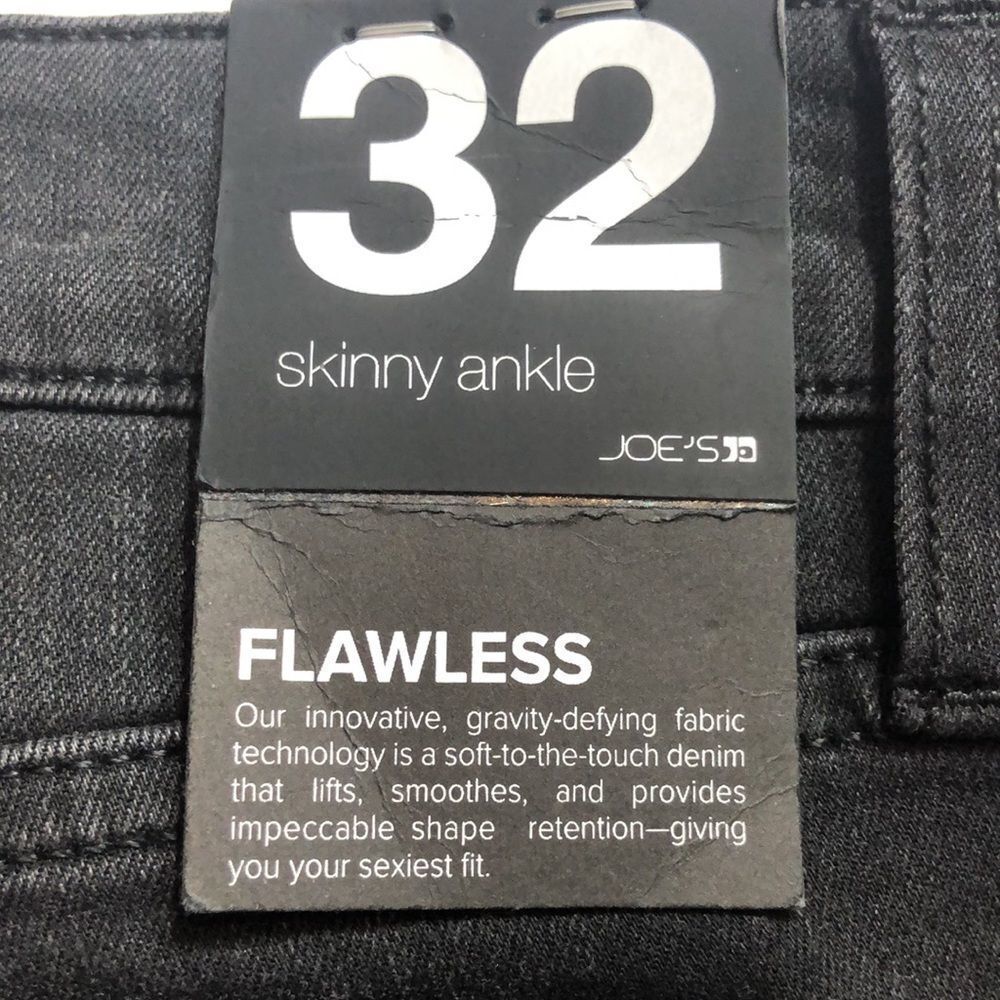 32
skinny ankle
JOE'S
FLAWLESS
Our innovative, gravity-defying fabric
technology is a soft-to-the-touch denim
that lifts, smoothes, and provides
impeccable shape retention—giving
you your sexiest fit.